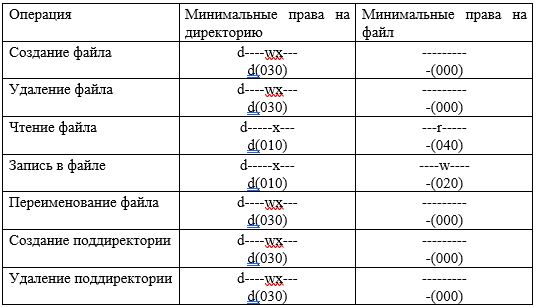 Операция
Минимальные права на
директорию
Минимальные права на
файл
Создание файла
d----wx---
d(030)
---------
-(000)
Удаление файла
d----wx---
d(030)
---------
-(000)
Чтение файла
d-----x---
d(010)
---r-----
-(040)
Запись в файле
d-----x---
d(010)
----w----
-(020)
Переименование файла
d----wx---
d(030)
---------
-(000)
Создание поддиректории
d----wx---
d(030)
---------
-(000)
Удаление поддиректории
d----wx---
d(030)
---------
-(000)